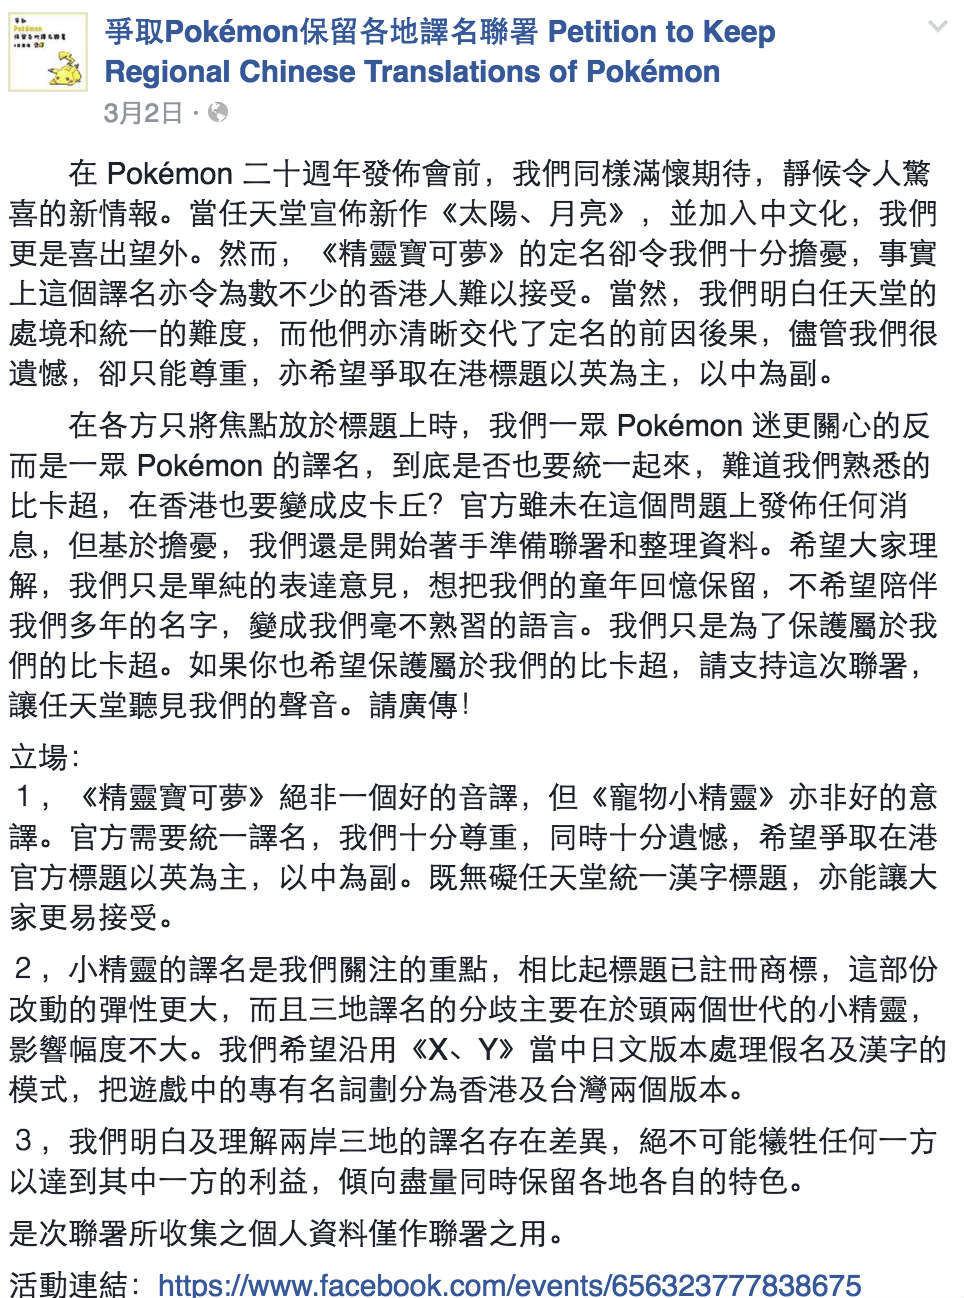 爭取
Pokémon
保留各地譯名聯署
爭取Pokémon保留各地譯名聯署 Petition to Keep
Regional Chinese Translations of Pokémon
3月2日 ·
在 Pokémon 二十週年發佈會前，我們同樣滿懷期待，靜候令人驚
喜的新情報。當任天堂宣佈新作《太陽、月亮》，並加入中文化，我們
更是喜出望外。然而，《精靈寶可夢》的定名卻令我們十分擔憂，事實
上這個譯名亦令為數不少的香港人難以接受。當然，我們明白任天堂的
處境和統一的難度，而他們亦清晰交代了定名的前因後果，儘管我們很
遺憾，卻只能尊重，亦希望爭取在港標題以英為主，以中為副。
在各方只將焦點放於標題上時，我們一眾 Pokémon 迷更關心的反
而是一眾 Pokémon 的譯名，到底是否也要統一起來，難道我們熟悉的
比卡超，在香港也要變成皮卡丘？官方雖未在這個問題上發佈任何消
息，但基於擔憂，我們還是開始著手準備聯署和整理資料。希望大家理
解，我們只是單純的表達意見，想把我們的童年回憶保留，不希望陪伴
我們多年的名字，變成我們毫不熟習的語言。我們只是為了保護屬於我
們的比卡超。如果你也希望保護屬於我們的比卡超，請支持這次聯署，
讓任天堂聽見我們的聲音。請廣傳！
立場：
１，《精靈寶可夢》絕非一個好的音譯，但《寵物小精靈》亦非好的意
譯。官方需要統一譯名，我們十分尊重，同時十分遺憾，希望爭取在港
官方標題以英為主，以中為副。既無礙任天堂統一漢字標題，亦能讓大
家更易接受。
２，小精靈的譯名是我們關注的重點，相比起標題已註冊商標，這部份
改動的彈性更大，而且三地譯名的分歧主要在於頭兩個世代的小精靈，
影響幅度不大。我們希望沿用《X、Y》當中日文版本處理假名及漢字的
模式，把遊戲中的專有名詞劃分為香港及台灣兩個版本。
３，我們明白及理解兩岸三地的譯名存在差異，絕不可能犧牲任何一方
以達到其中一方的利益，傾向盡量同時保留各地各自的特色。
是次聯署所收集之個人資料僅作聯署之用。
活動連結：https://www.facebook.com/events/656323777838675